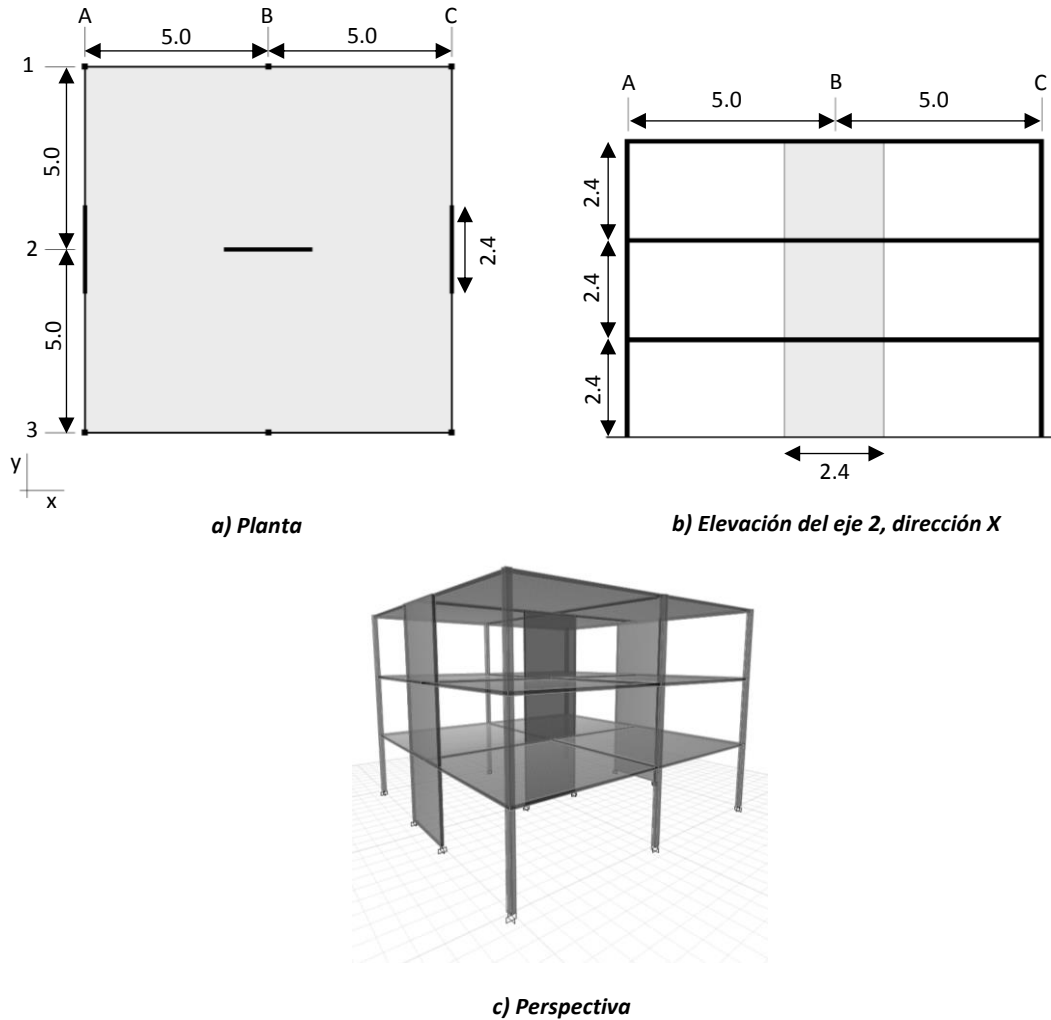 A B C
5.0 5.0
1
5.0
2
2.4
5.0
3
y
x
a) Planta
A B C
5.0 5.0
2.4
2.4
2.4
2.4
b) Elevación del eje 2, dirección X
c) Perspectiva